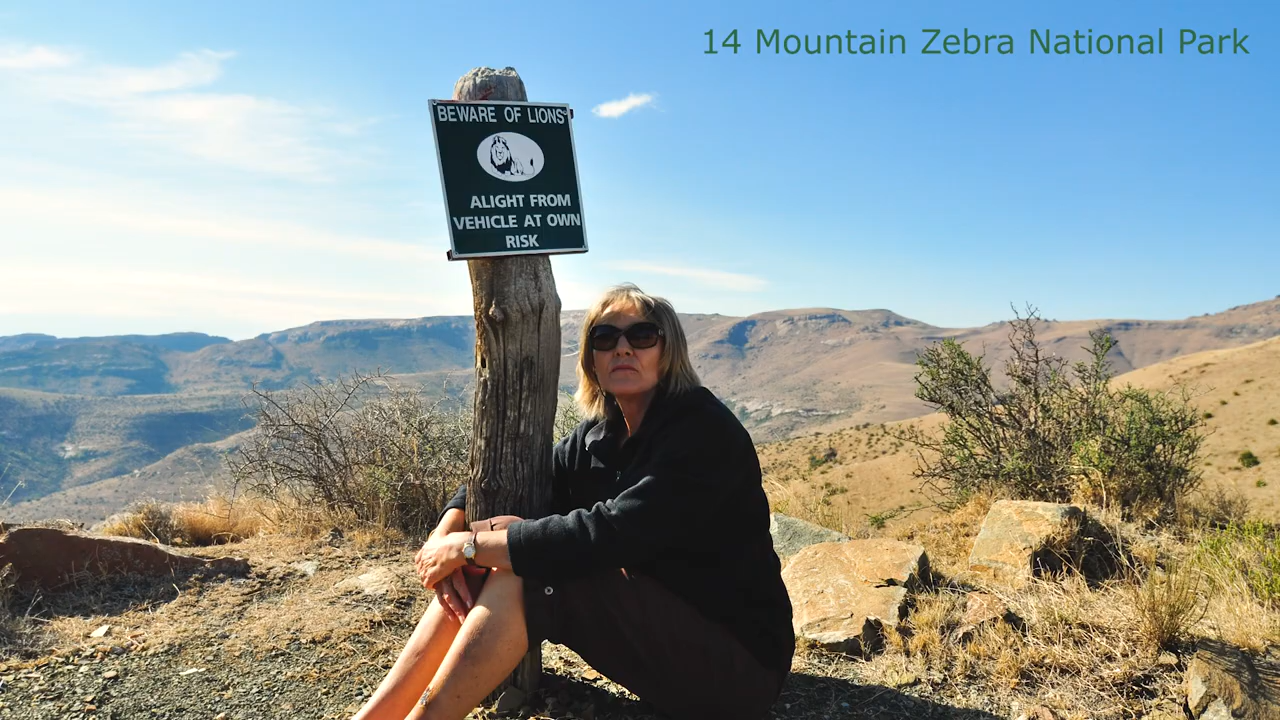 14 Mountain Zebra National Park
BEWARE OF LIONS
ALIGHT FROM
VEHICLE AT OWN
RISK